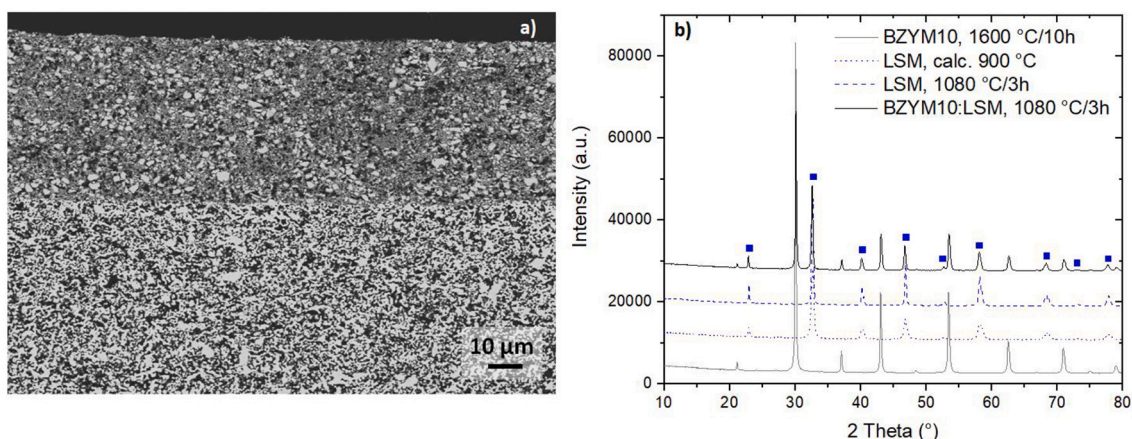 a)
10 μm
b)
BZYM10, 1600 °C/10h
LSM, calc. 900 °C
LSM, 1080 °C/3h
BZYM10:LSM, 1080 °C/3h
Intensity (a.u.)
80000
60000
40000
20000
0
10 20 30 40 50 60 70 80
2 Theta (°)